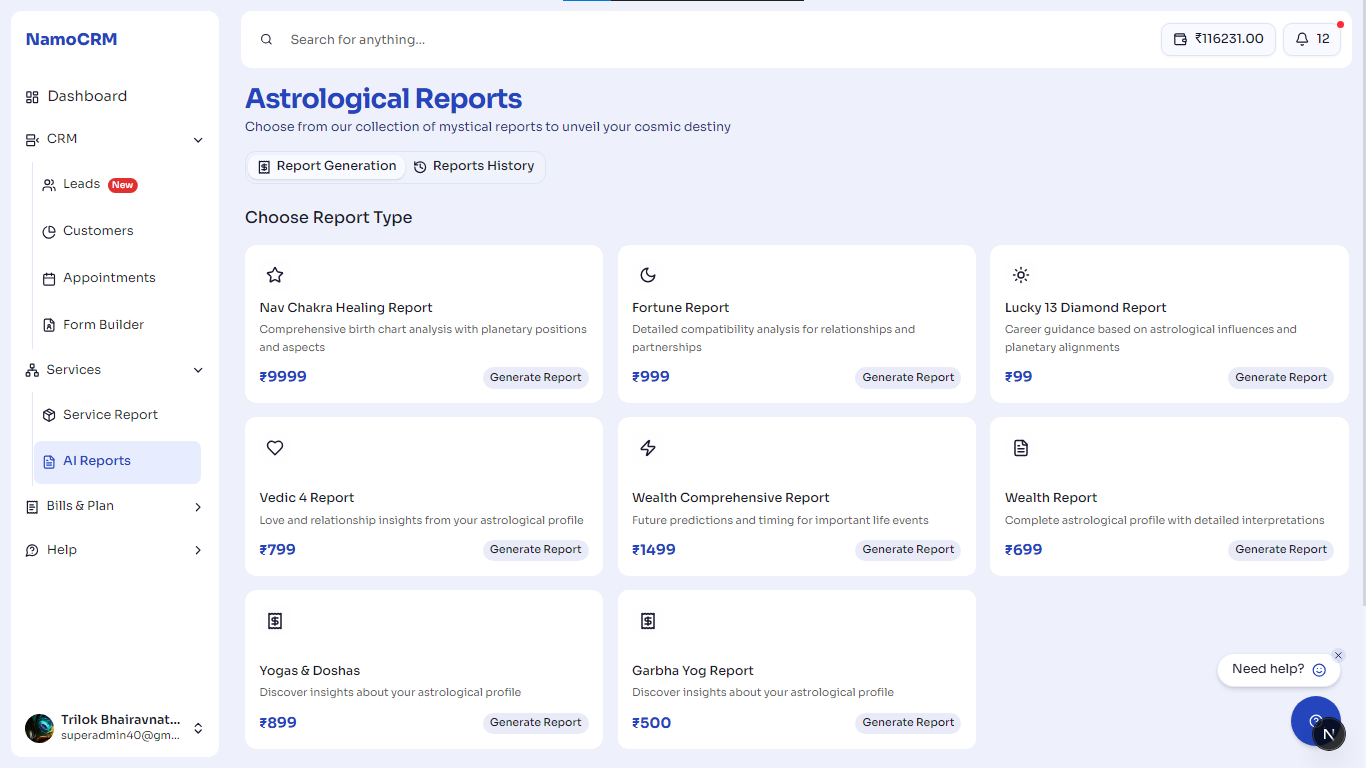 NamoCRM
Search for anything...
₹116231.00
12
Dashboard
CRM
Leads New
Customers
Appointments
Form Builder
Services
Service Report
AI Reports
Bills & Plan
Help
Trilok Bhairavnat...
superadmin40@gm...
Astrological Reports
Choose from our collection of mystical reports to unveil your cosmic destiny
Report Generation
Reports History
Choose Report Type
Nav Chakra Healing Report
Comprehensive birth chart analysis with planetary positions
and aspects
₹9999
Generate Report
Fortune Report
Detailed compatibility analysis for relationships and
partnerships
₹999
Generate Report
Lucky 13 Diamond Report
Career guidance based on astrological influences and
planetary alignments
₹99
Generate Report
Vedic 4 Report
Love and relationship insights from your astrological profile
₹799
Generate Report
Wealth Comprehensive Report
Future predictions and timing for important life events
₹1499
Generate Report
Wealth Report
Complete astrological profile with detailed interpretations
₹699
Generate Report
Yogas & Doshas
Discover insights about your astrological profile
₹899
Generate Report
Garbha Yog Report
Discover insights about your astrological profile
₹500
Generate Report
Need help?
N